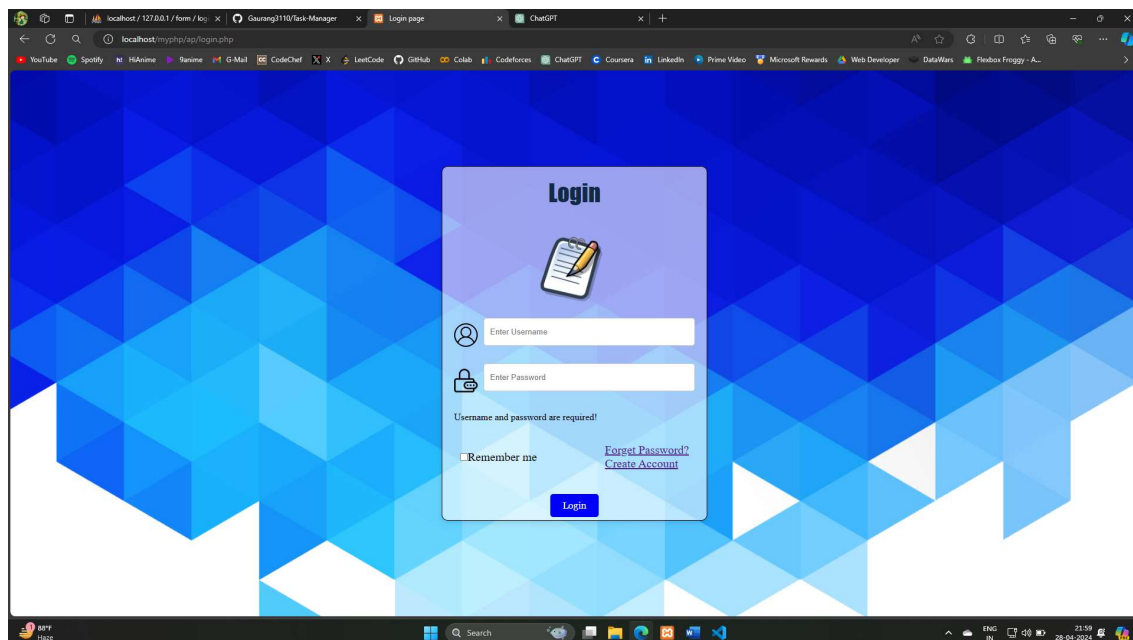 localhost / 127.0.0.1 / form / log
Gaurang3110/Task-Manager
Login page
ChatGPT
localhost/myphp/ap/login.php
YouTube
Spotify
HiAnime
9anime
G-Mail
CodeChef
X
LeetCode
GitHub
Colab
Codeforces
ChatGPT
Coursera
LinkedIn
Prime Video
Microsoft Rewards
Web Developer
DataWars
Flexbox Froggy - A...
Login
Enter Username
Enter Password
Username and password are required!
Remember me
Forget Password?
Create Account
Login
88°F
Haze
Search
ENG
IN
21:59
28-04-2024